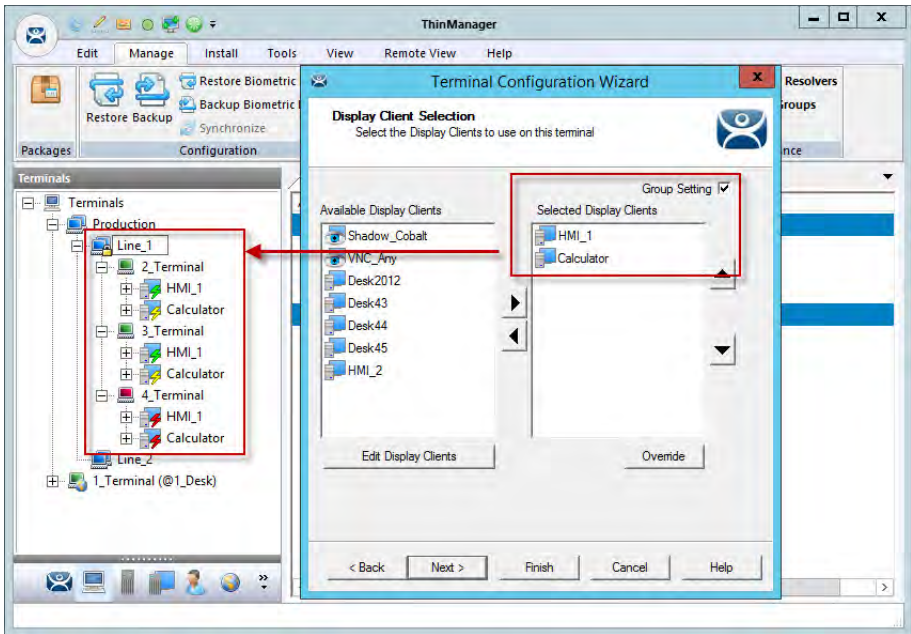 ThinManager
Edit Manage Install Tools View Remote View Help
Restore Biometric
Backup Biometric
Synchronize
Restore Backup
Packages
Configuration
Resolvers
Groups
Terminal Configuration Wizard
X
Display Client Selection
Select the Display Clients to use on this terminal
Group Setting
Available Display Clients
Shadow_Cobalt
VNC_Any
Desk2012
Desk43
Desk44
Desk45
HMI_2
Selected Display Clients
HMI_1
Calculator
Edit Display Clients
Override
< Back
Next >
Finish
Cancel
Help
Terminals
Terminals
Production
Line_1
2_Terminal
HMI_1
Calculator
3_Terminal
HMI_1
Calculator
4_Terminal
HMI_1
Calculator
Line_2
1_Terminal (@1_Desk)